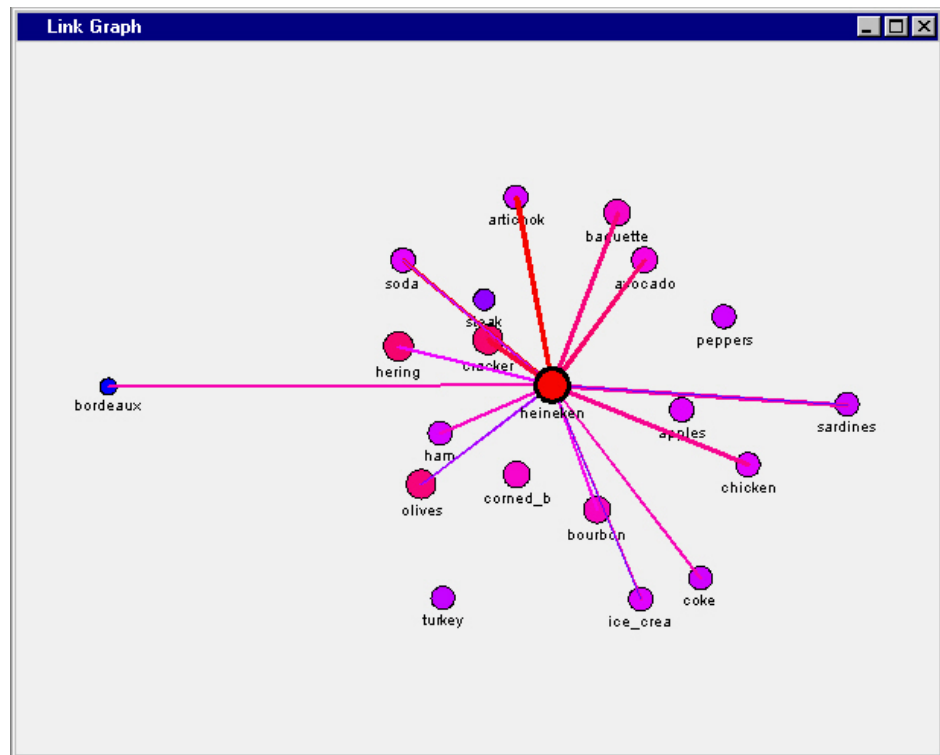 Link Graph
artichok
baguette
soda
avocado
steak
peppers
cracker
hering
bordeaux
heineken
sardines
apples
ham
chicken
olives
corned_b
bourbon
coke
turkey
ice_crea